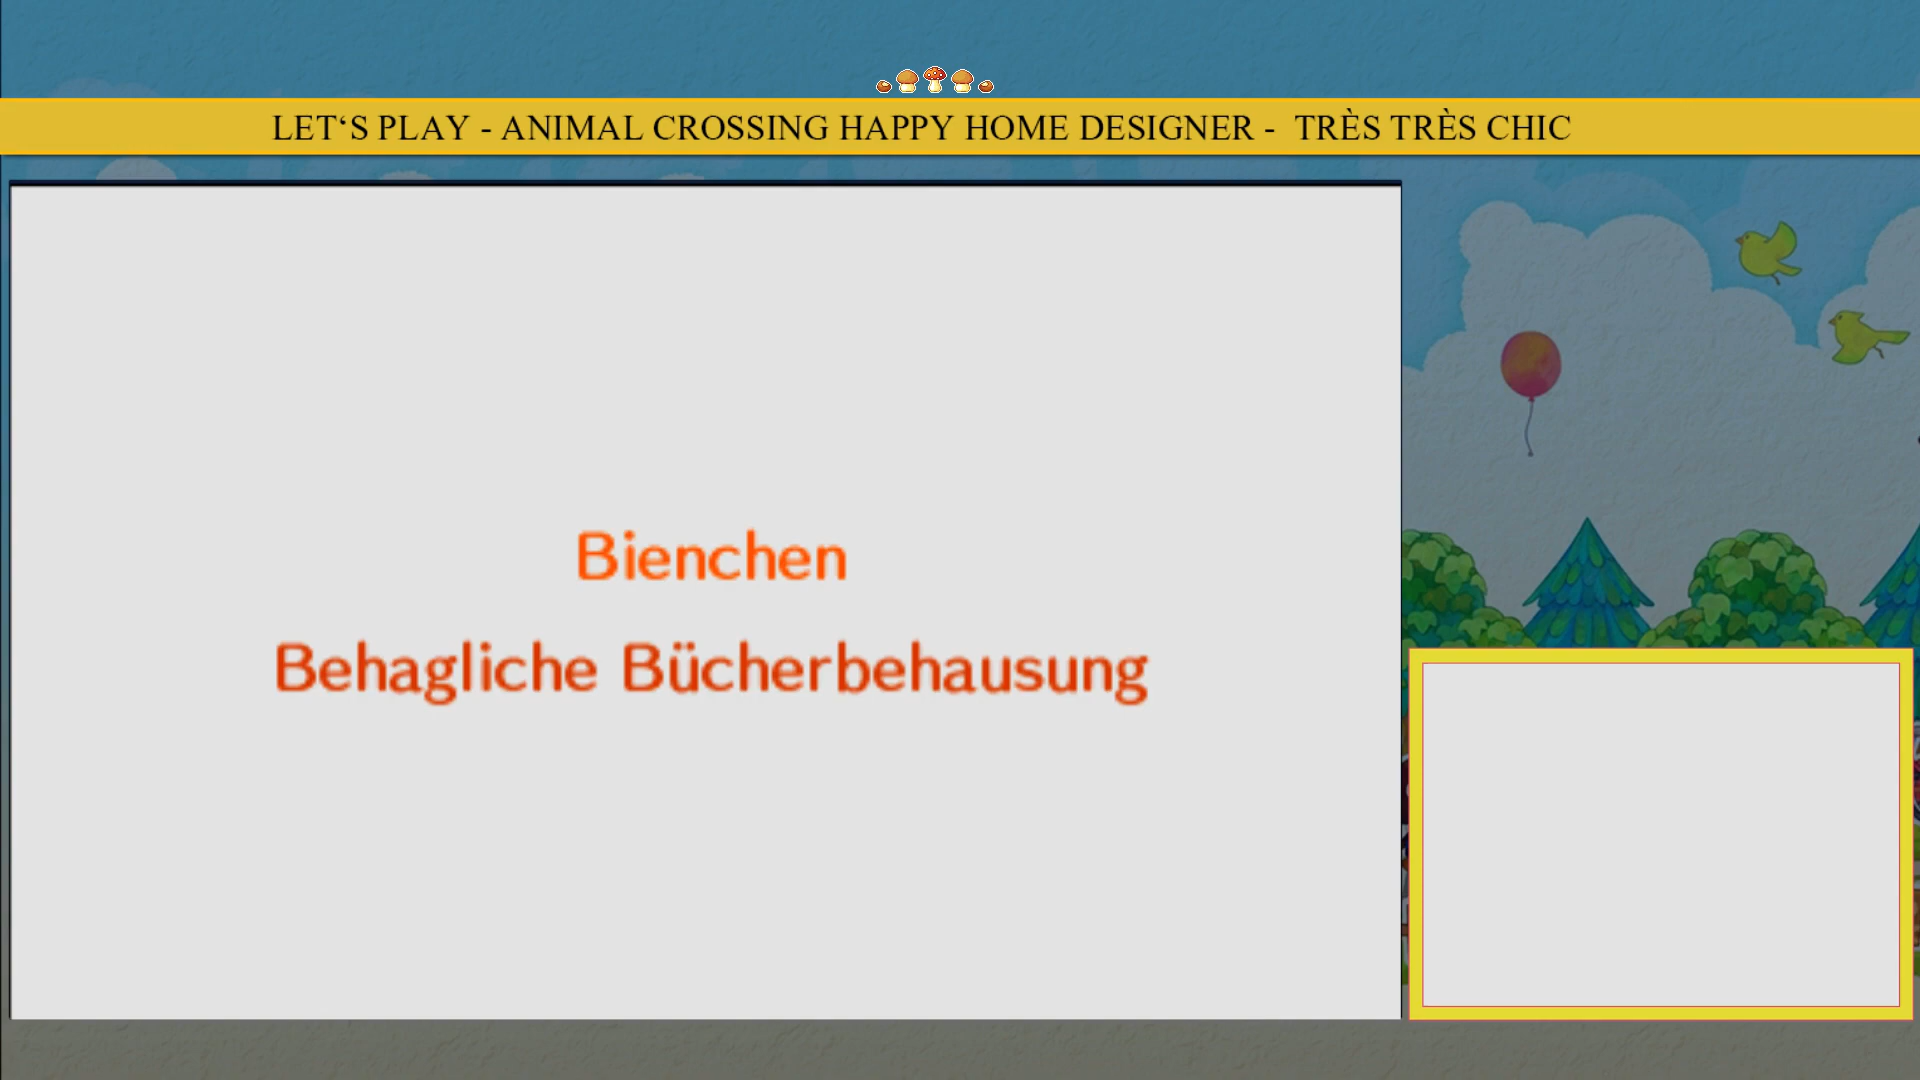 LET‘S PLAY - ANIMAL CROSSING HAPPY HOME DESIGNER - TRÈS TRÈS CHIC
Bienchen
Behagliche Bücherbehausung